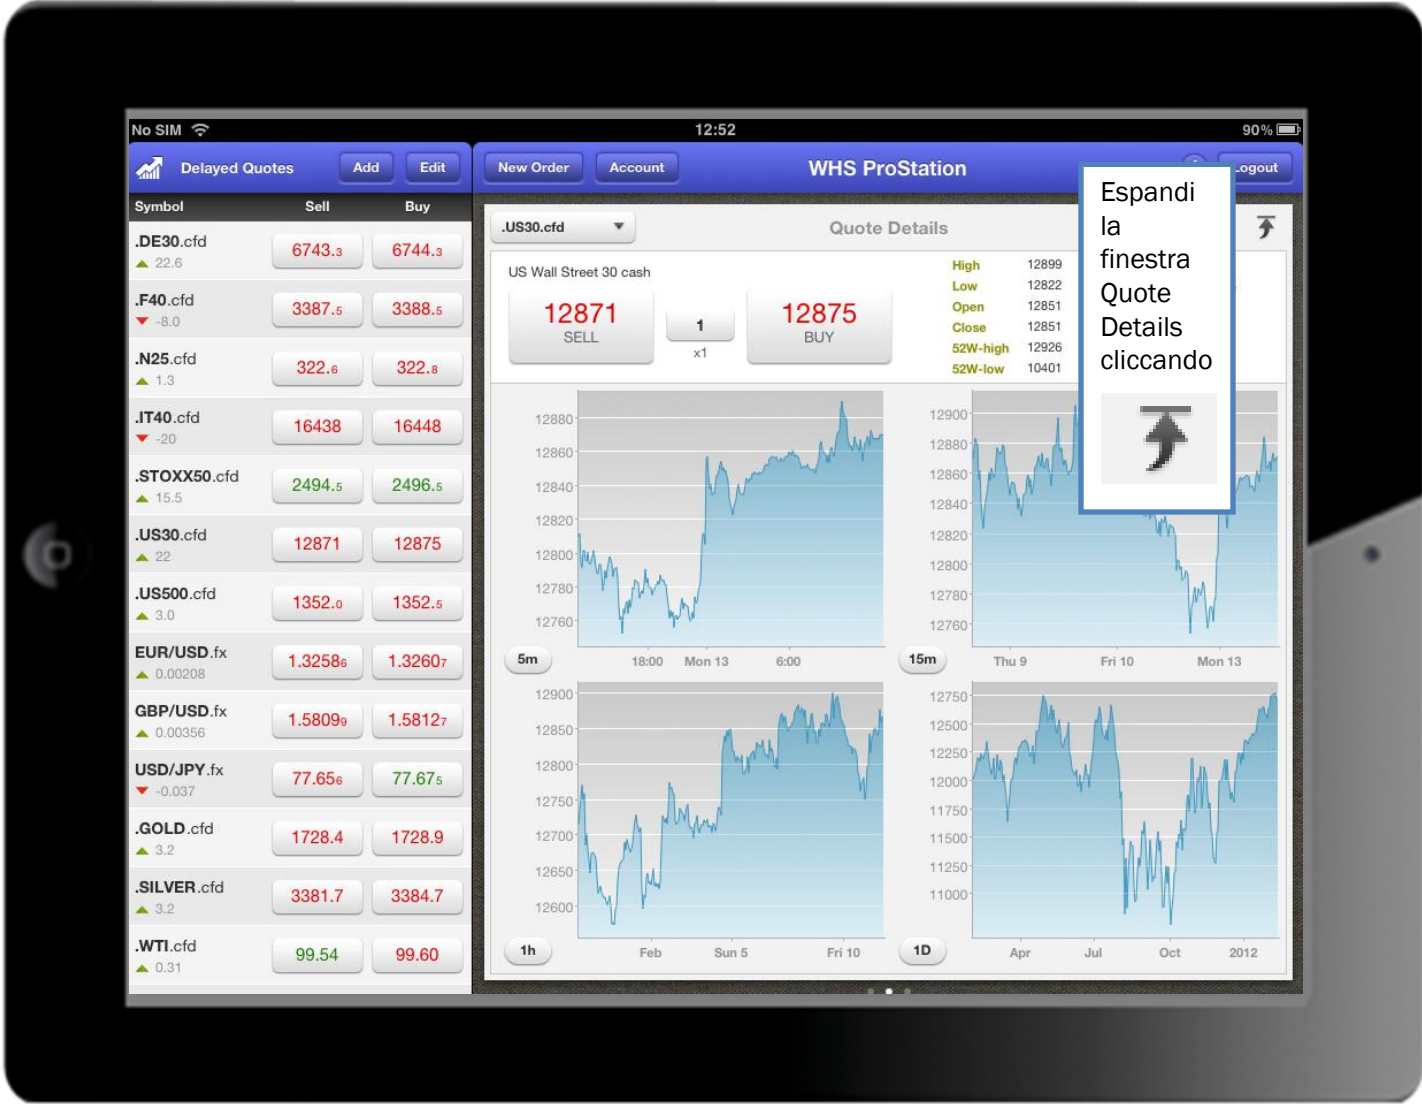 No SIM 12:52 90%
Delayed Quotes Add Edit New Order Account WHS ProStation Logout
Symbol Sell Buy
.DE30.cfd 6743.3 6744.3
22.6
.F40.cfd 3387.5 3388.5
-8.0
.N25.cfd 322.6 322.8
1.3
.IT40.cfd 16438 16448
-20
.STOXX50.cfd 2494.5 2496.5
15.5
.US30.cfd 12871 12875
22
.US500.cfd 1352.0 1352.5
3.0
EUR/USD.fx 1.32586 1.32607
0.00208
GBP/USD.fx 1.58099 1.58127
0.00356
USD/JPY.fx 77.656 77.675
-0.037
.GOLD.cfd 1728.4 1728.9
3.2
.SILVER.cfd 3381.7 3384.7
3.2
.WTI.cfd 99.54 99.60
0.31
.US30.cfd Quote Details
US Wall Street 30 cash
12871
SELL
1
x1
12875
BUY
High 12899
Low 12822
Open 12851
Close 12851
52W-high 12926
52W-low 10401
Espandi
la
finestra
Quote
Details
cliccando
12880
12860
12840
12820
12800
12780
12760
5m 18:00 Mon 13 6:00
12900
12880
12860
12840
12820
12800
12780
12760
15m Thu 9 Fri 10 Mon 13
12900
12850
12800
12750
12700
12650
12600
1h Feb Sun 5 Fri 10
12750
12500
12250
12000
11750
11500
11250
11000
1D Apr Jul Oct 2012